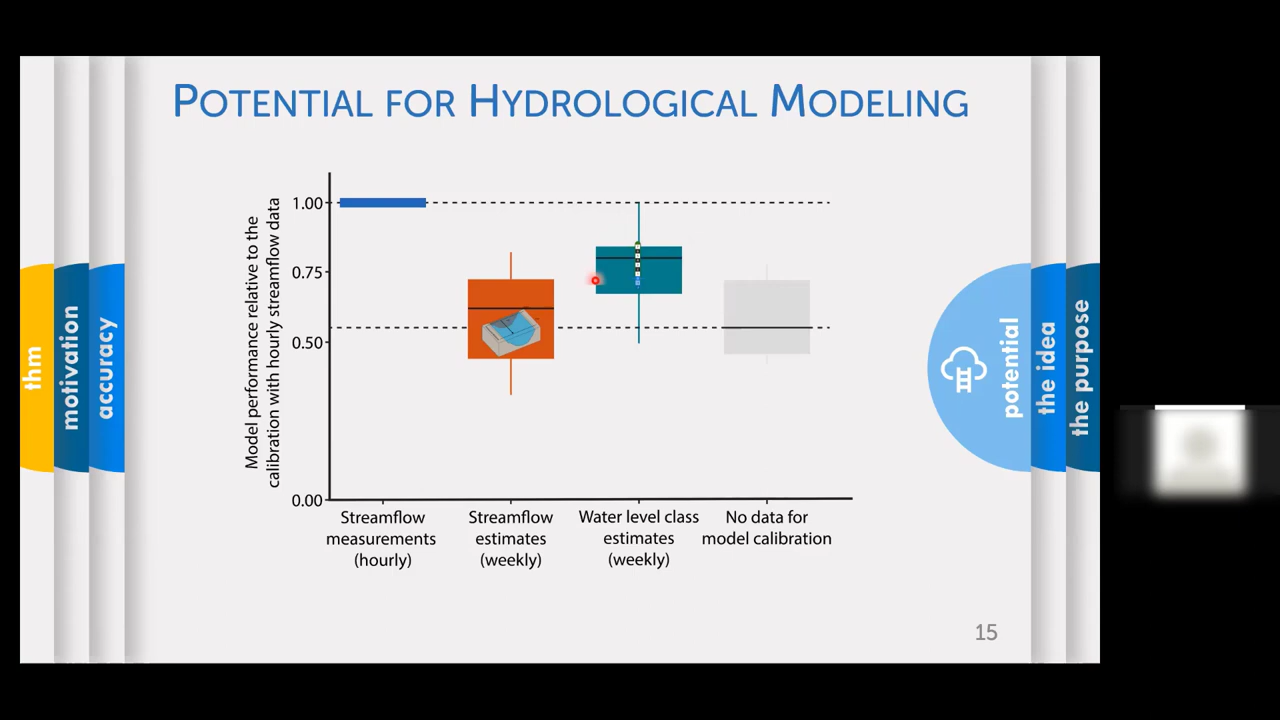 POTENTIAL FOR HYDROLOGICAL MODELING
thm
motivation
accuracy
Model performance relative to the
calibration with hourly streamflow data
1.00
0.75
0.50
0.00
Streamflow
measurements
(hourly)
Streamflow
estimates
(weekly)
Water level class
estimates
(weekly)
No data for
model calibration
potential
the idea
the purpose
15